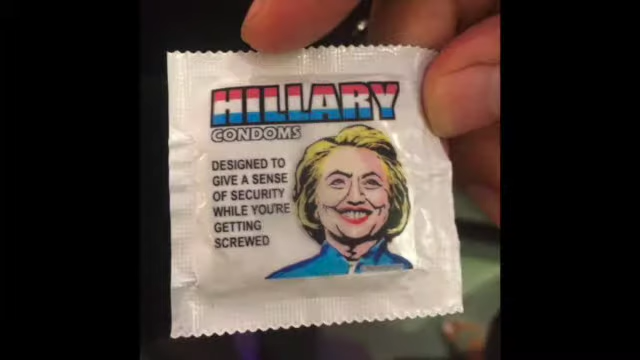 HILLARY
CONDOMS
DESIGNED TO
GIVE A SENSE
OF SECURITY
WHILE YOU'RE
GETTING
SCREWED